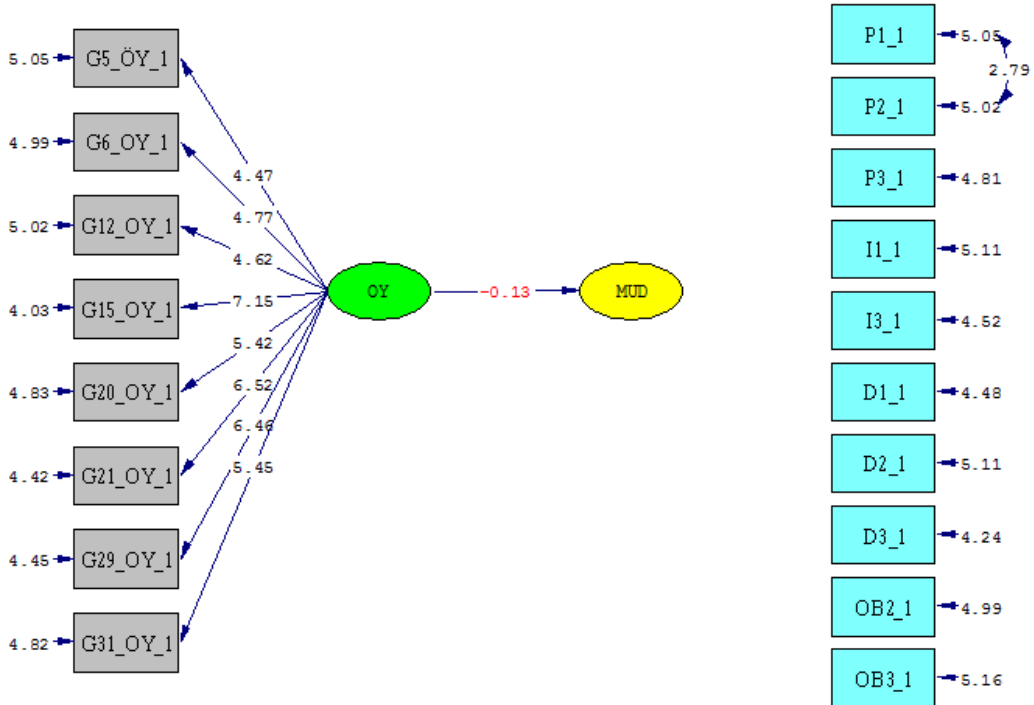 5.05 G5_ÖY_1
4.99 G6_OY_1
5.02 G12_OY_1
4.03 G15_OY_1
4.83 G20_OY_1
4.42 G21_OY_1
4.45 G29_OY_1
4.82 G31_OY_1
4.47
4.77
4.62
7.15
5.42
6.52
6.46
5.45
OY
-0.13
MUD
P1_1 5.05
2.79
P2_1 5.02
P3_1 4.81
I1_1 5.11
I3_1 4.52
D1_1 4.48
D2_1 5.11
D3_1 4.24
OB2_1 4.99
OB3_1 5.16